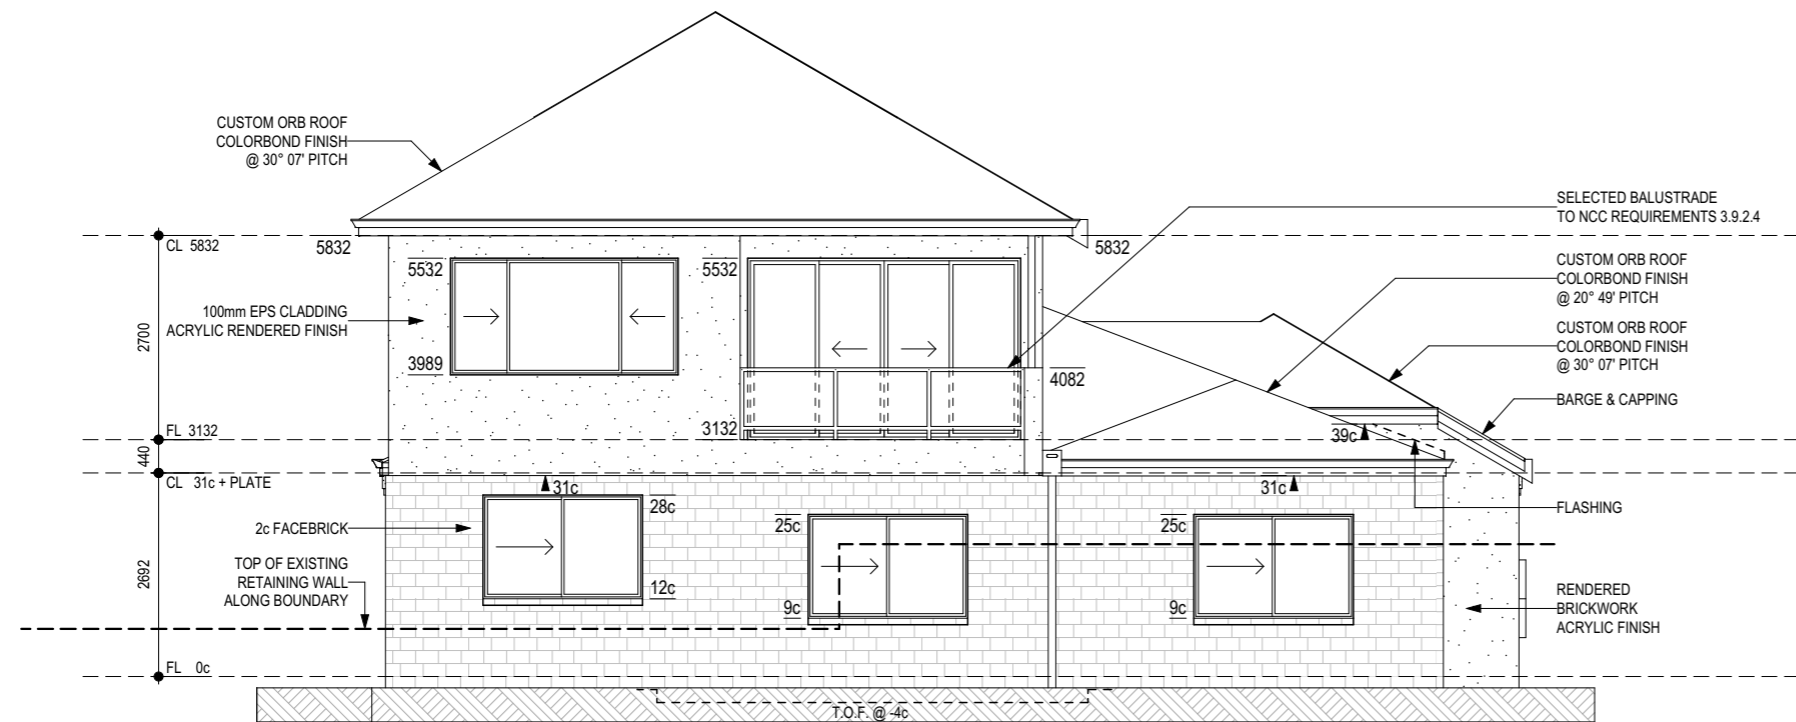 CUSTOM ORB ROOF
COLORBOND FINISH
@ 30° 07' PITCH
SELECTED BALUSTRADE
TO NCC REQUIREMENTS 3.9.2.4
CL 5832
5832
5832
CUSTOM ORB ROOF
COLORBOND FINISH
@ 20° 49' PITCH
5532
5532
100mm EPS CLADDING
ACRYLIC RENDERED FINISH
2700
CUSTOM ORB ROOF
COLORBOND FINISH
@ 30° 07' PITCH
3989
4082
BARGE & CAPPING
FL 3132
3132
39c
440
CL 31c + PLATE
31c
31c
28c
FLASHING
2c FACEBRICK
25c
25c
TOP OF EXISTING
RETAINING WALL
ALONG BOUNDARY
2692
12c
9c
9c
RENDERED
BRICKWORK
ACRYLIC FINISH
FL 0c
T.O.F. @ -4c